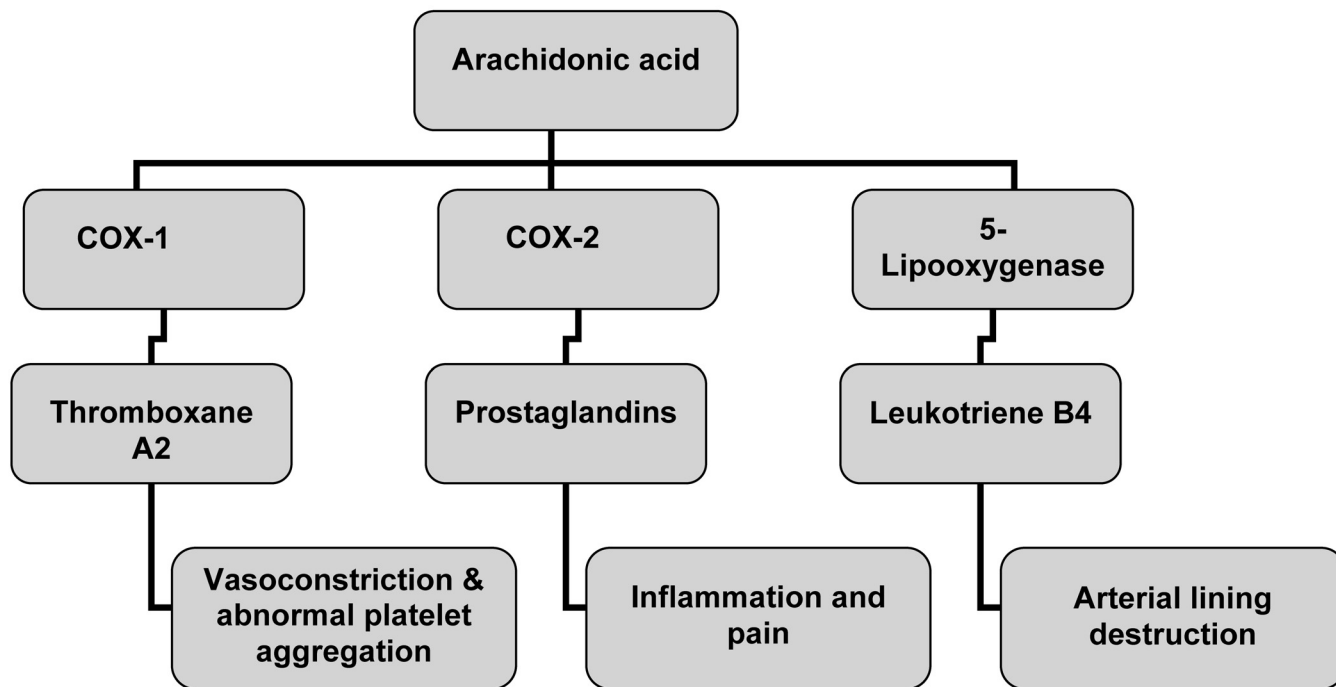 Arachidonic acid
COX-1
COX-2
5-
Lipooxygenase
Thromboxane
A2
Prostaglandins
Leukotriene B4
Vasoconstriction &
abnormal platelet
aggregation
Inflammation and
pain
Arterial lining
destruction